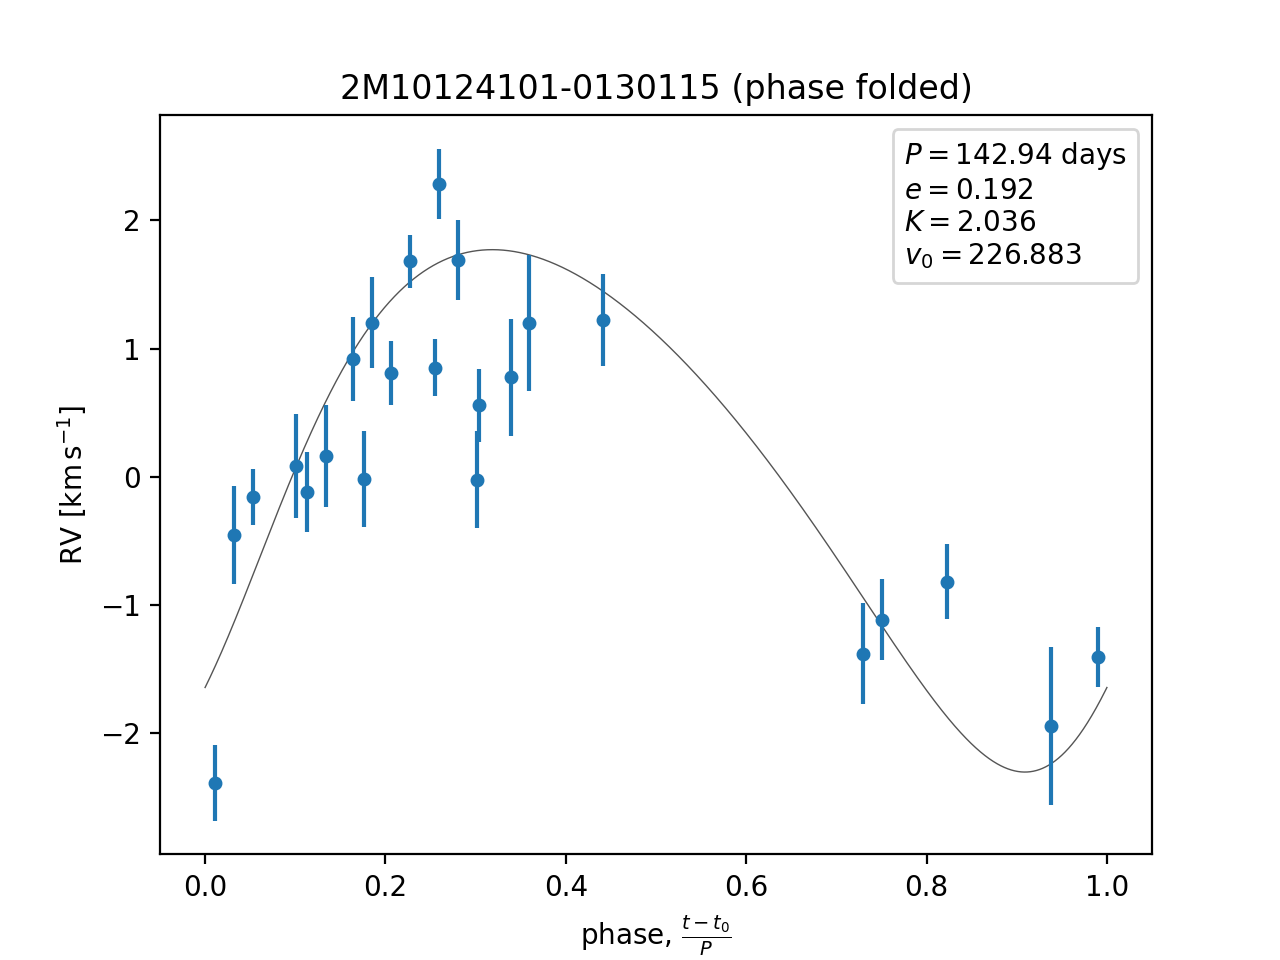 2M10124101-0130115 (phase folded)
P = 142.94 days
e = 0.192
K = 2.036
v₀ = 226.883
RV [km s⁻¹]
2
1
0
−1
−2
0.0 0.2 0.4 0.6 0.8 1.0
phase, (t − t₀)/P